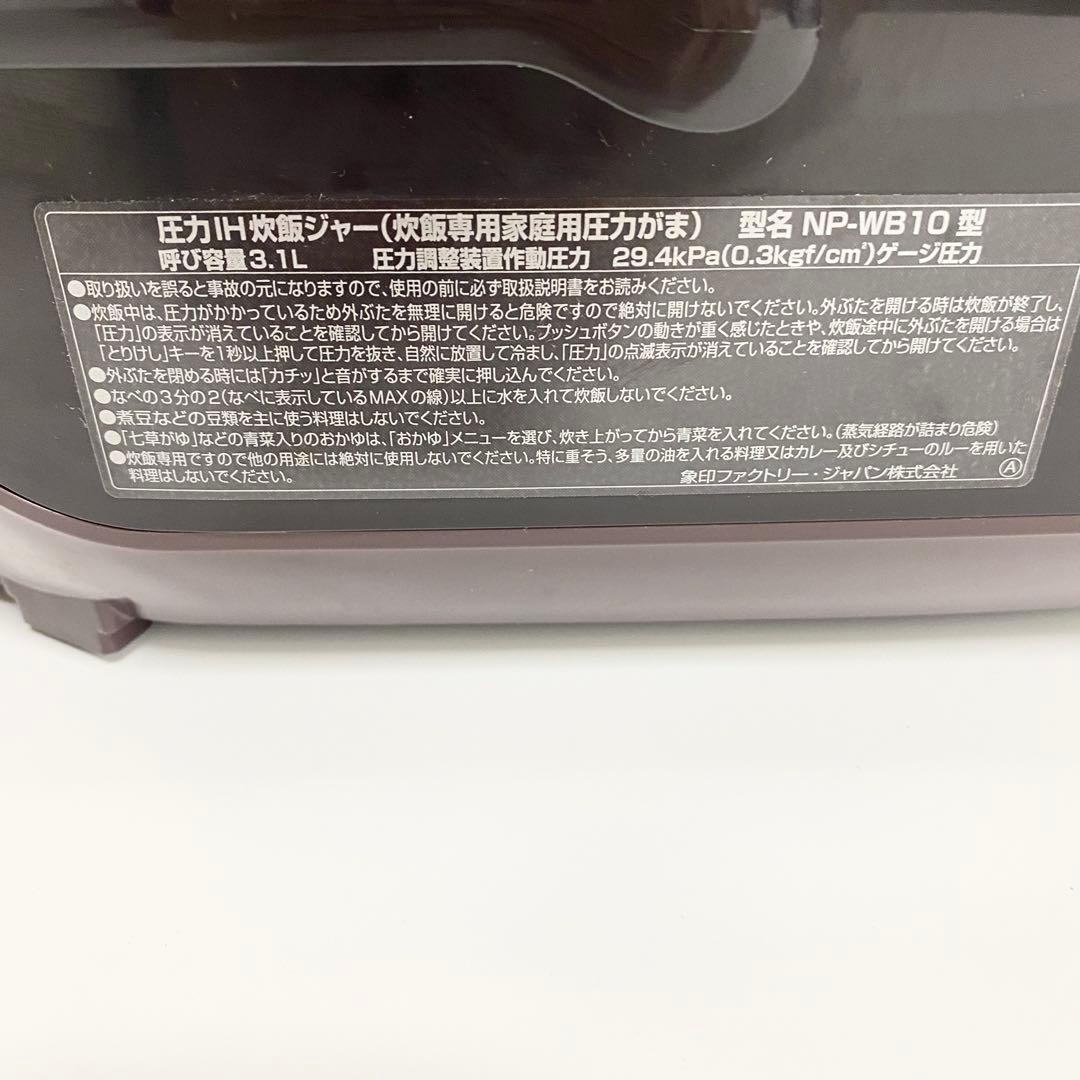 圧力IH炊飯ジャー(炊飯専用家庭用圧力がま) 型名 NP-WB10 型
呼び容量3.1L 圧力調整装置作動圧力 29.4kPa(0.3kgf/cm²)ゲージ圧力
●取り扱いを誤ると事故の元になりますので、使用の前に必ず取扱説明書をお読みください。
●炊飯中は、圧力がかかっているため外ぶたを無理に開けると危険ですので絶対に開けないでください。外ぶたを開ける時は炊飯が終了し、
「圧力」の表示が消えていることを確認してから開けてください。プッシュボタンの動きが重く感じたときや、炊飯途中に外ぶたを開ける場合は
「とりけし」キーを1秒以上押して圧力を抜き、自然に放置して冷まし、「圧力」の点滅表示が消えていることを確認してから開けてください。
●外ぶたを閉める時には「カチッ」と音がするまで確実に押し込んでください。
●なべの3分の2(なべに表示しているMAXの線)以上に水を入れて炊飯しないでください。
●煮豆などの豆類を主に使う料理はしないでください。
●「七草がゆ」などの青菜入りのおかゆは、「おかゆ」メニューを選び、炊き上がってから青菜を入れてください。(蒸気経路が詰まり危険)
●炊飯専用ですので他の用途には絶対に使用しないでください。特に重そう、多量の油を入れる料理又はカレー及びシチューのルーを用いた
料理はしないでください。 象印ファクトリー・ジャパン株式会社 Ⓐ